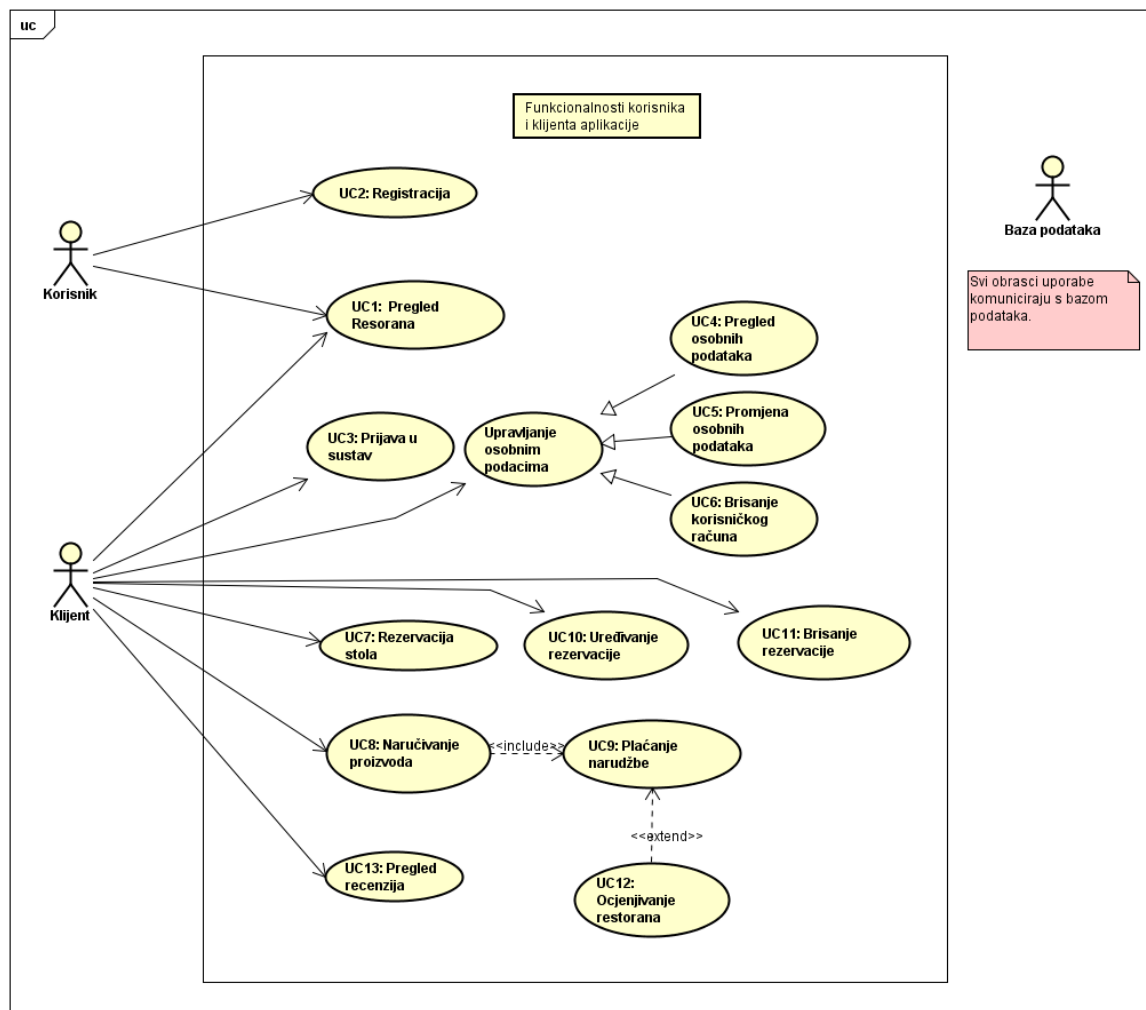 uc
Funkcionalnosti korisnika
i klijenta aplikacije
UC2: Registracija
Korisnik
Baza podataka
Svi obrasci uporabe
komuniciraju s bazom
podataka.
UC1:  Pregled
Resorana
UC4: Pregled
osobnih
podataka
UC3: Prijava u
sustav
Upravljanje
osobnim
podacima
UC5: Promjena
osobnih
podataka
UC6: Brisanje
korisničkog
računa
Klijent
UC7: Rezervacija
stola
UC10: Uređivanje
rezervacije
UC11: Brisanje
rezervacije
UC8: Naručivanje
proizvoda
<<include>>
UC9: Plaćanje
narudžbe
<<extend>>
UC13: Pregled
recenzija
UC12:
Ocjenjivanje
restorana